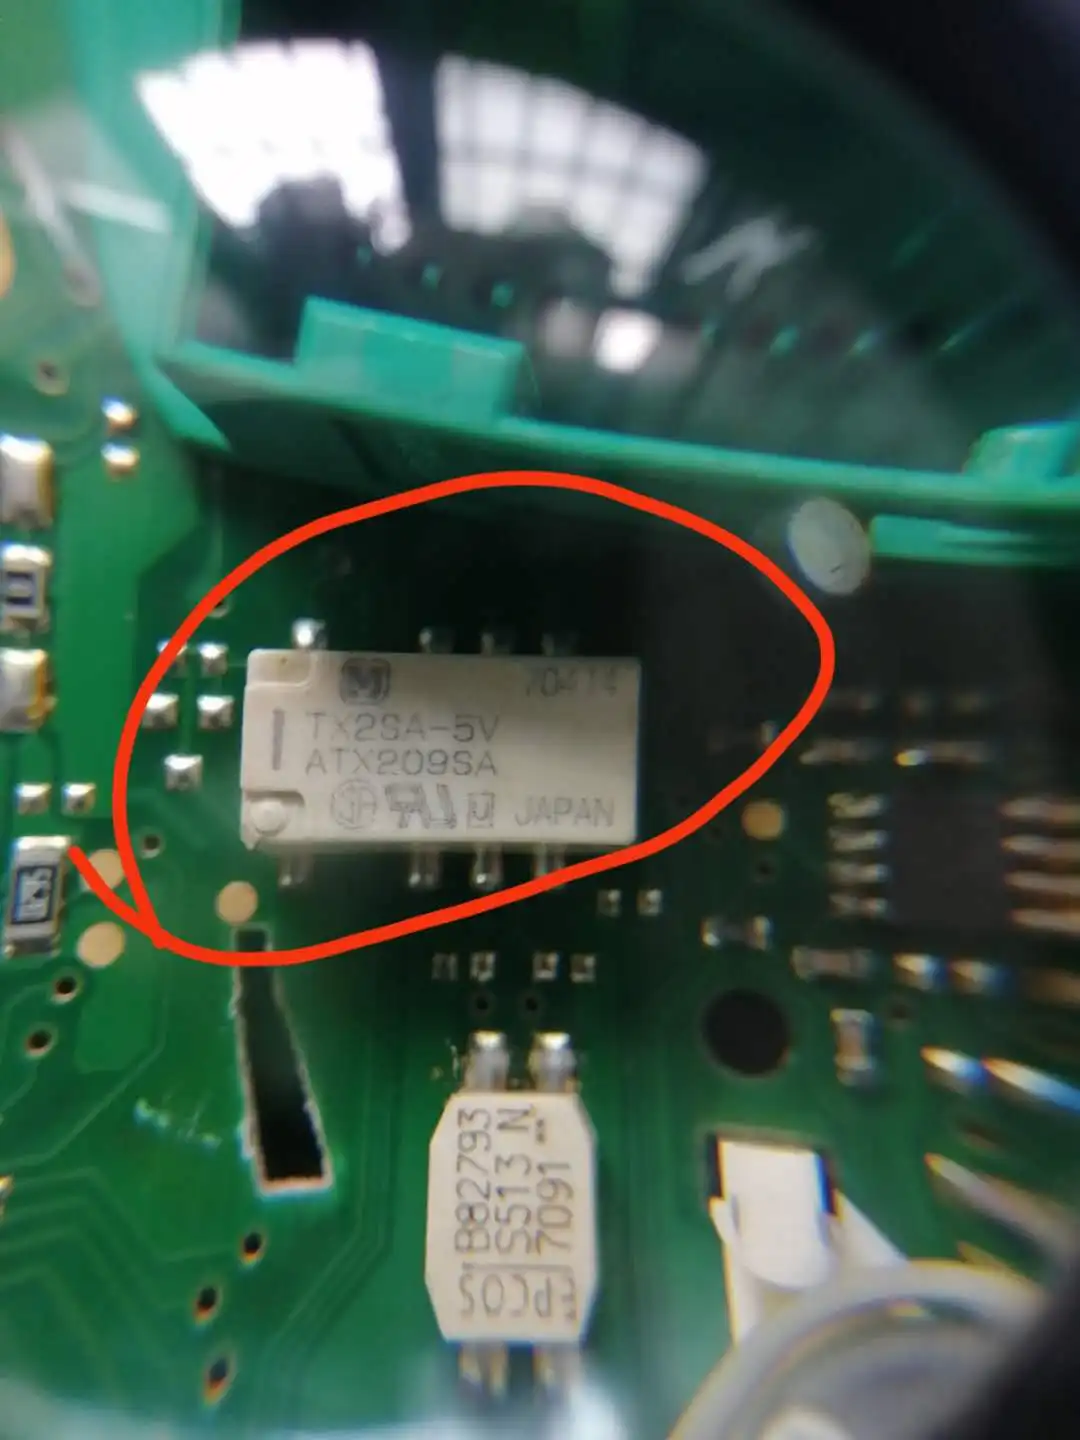 TX2SA-5V
ATX209SA
JAPAN
B82793
S513 N
EPCOS 7091